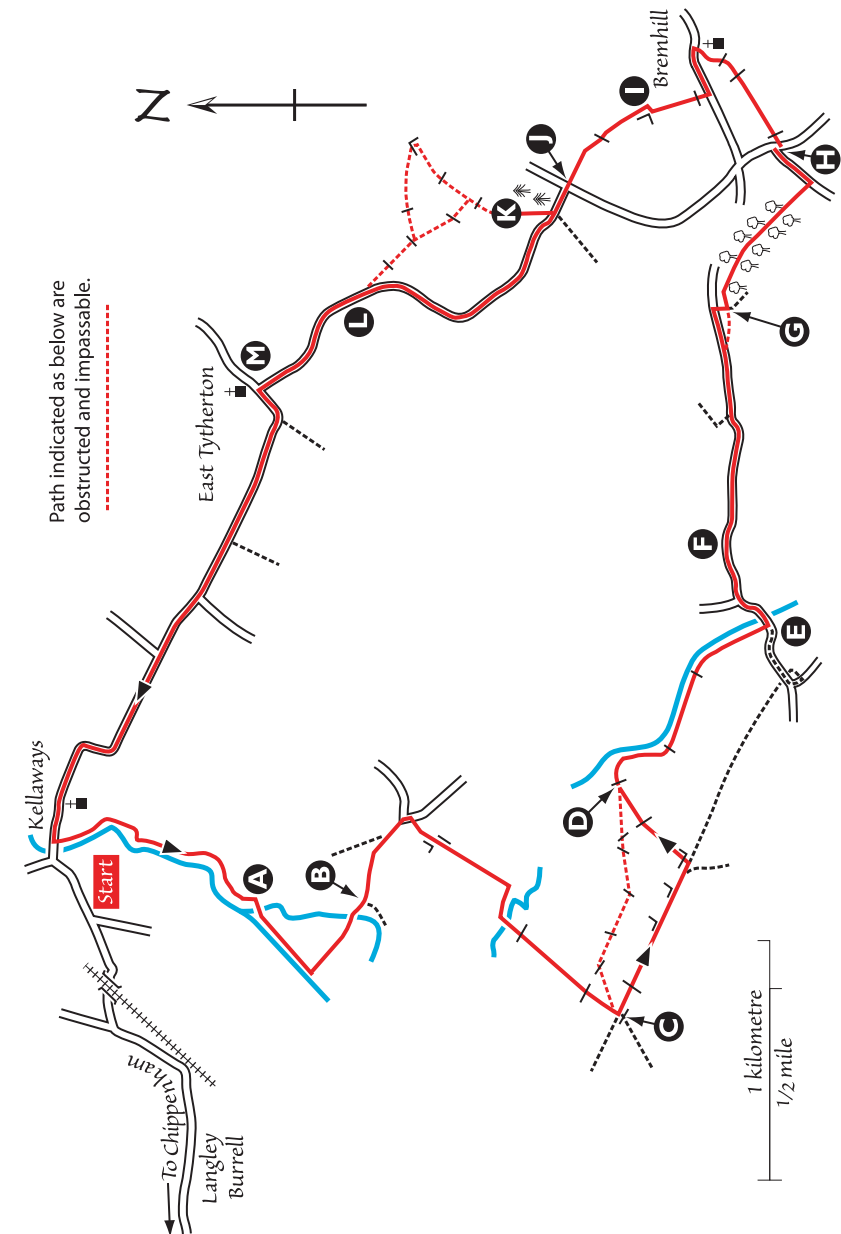 Path indicated as below are
obstructed and impassable.
N
Kellaways
Start
To Chippenham
Langley
Burrell
East Tytherton
Bremhill
A
B
C
D
E
F
G
H
I
J
K
L
M
1 kilometre
1/2 mile